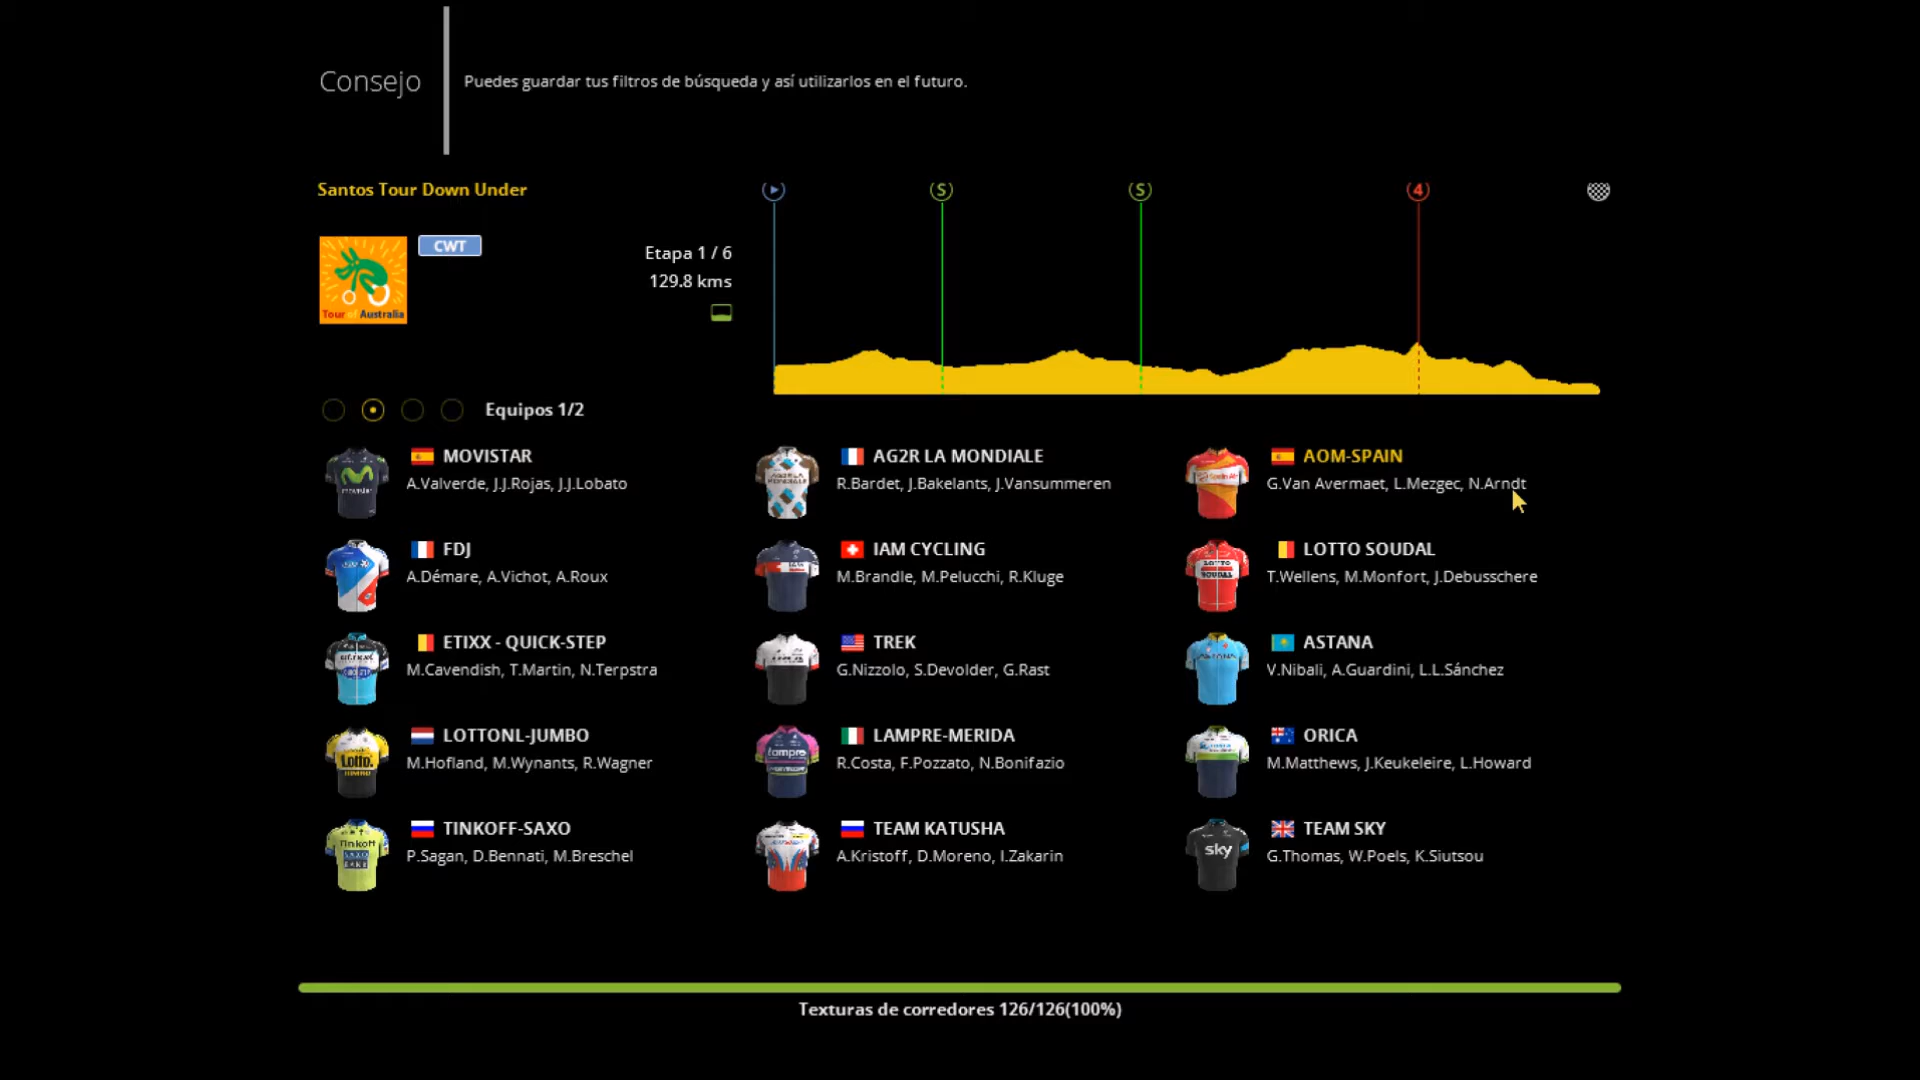 Consejo
Puedes guardar tus filtros de búsqueda y así utilizarlos en el futuro.
Santos Tour Down Under
CWT
Tour of Australia
Etapa 1 / 6
129.8 kms
S
S
4
Equipos 1/2
MOVISTAR
A.Valverde, J.J.Rojas, J.J.Lobato
AG2R LA MONDIALE
R.Bardet, J.Bakelants, J.Vansummeren
AOM-SPAIN
G.Van Avermaet, L.Mezgec, N.Arndt
FDJ
A.Démare, A.Vichot, A.Roux
IAM CYCLING
M.Brandle, M.Pelucchi, R.Kluge
LOTTO SOUDAL
T.Wellens, M.Monfort, J.Debusschere
ETIXX - QUICK-STEP
M.Cavendish, T.Martin, N.Terpstra
TREK
G.Nizzolo, S.Devolder, G.Rast
ASTANA
V.Nibali, A.Guardini, L.L.Sánchez
LOTTONL-JUMBO
M.Hofland, M.Wynants, R.Wagner
LAMPRE-MERIDA
R.Costa, F.Pozzato, N.Bonifazio
ORICA
M.Matthews, J.Keukeleire, L.Howard
TINKOFF-SAXO
P.Sagan, D.Bennati, M.Breschel
TEAM KATUSHA
A.Kristoff, D.Moreno, I.Zakarin
sky
TEAM SKY
G.Thomas, W.Poels, K.Siutsou
Texturas de corredores 126/126(100%)